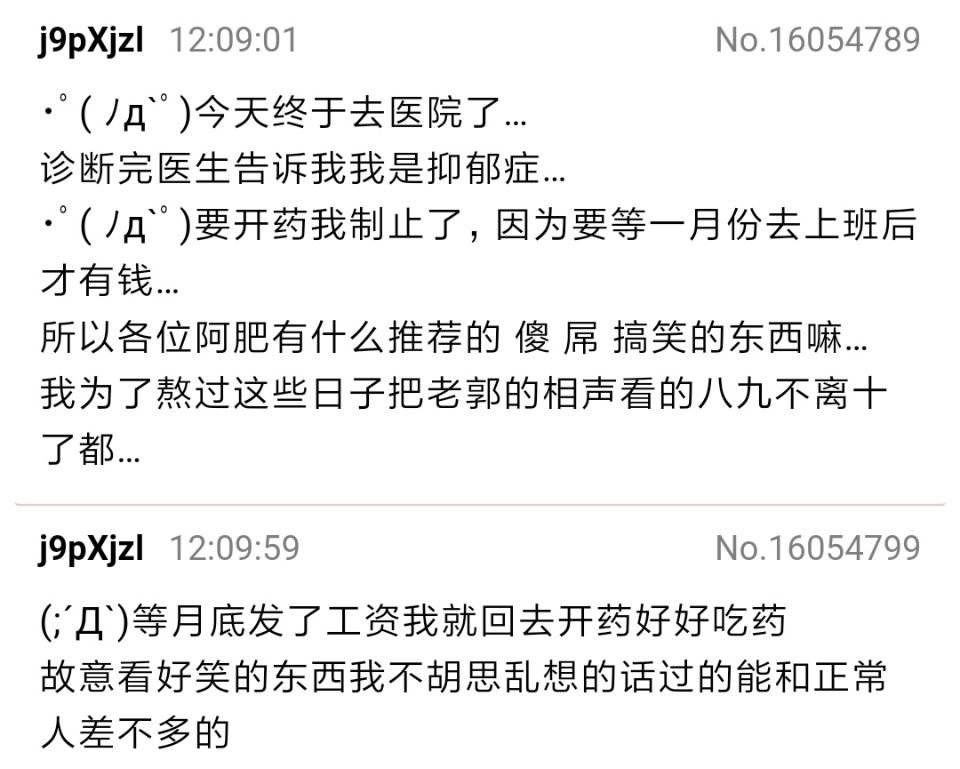 j9pXjzl 12:09:01 No.16054789
･ﾟ( ﾉд`ﾟ)今天终于去医院了…
诊断完医生告诉我我是抑郁症…
･ﾟ( ﾉд`ﾟ)要开药我制止了，因为要等一月份去上班后
才有钱…
所以各位阿肥有什么推荐的 傻 屌 搞笑的东西嘛…
我为了熬过这些日子把老郭的相声看的八九不离十
了都…
j9pXjzl 12:09:59 No.16054799
(;´Д`)等月底发了工资我就回去开药好好吃药
故意看好笑的东西我不胡思乱想的话过的能和正常
人差不多的